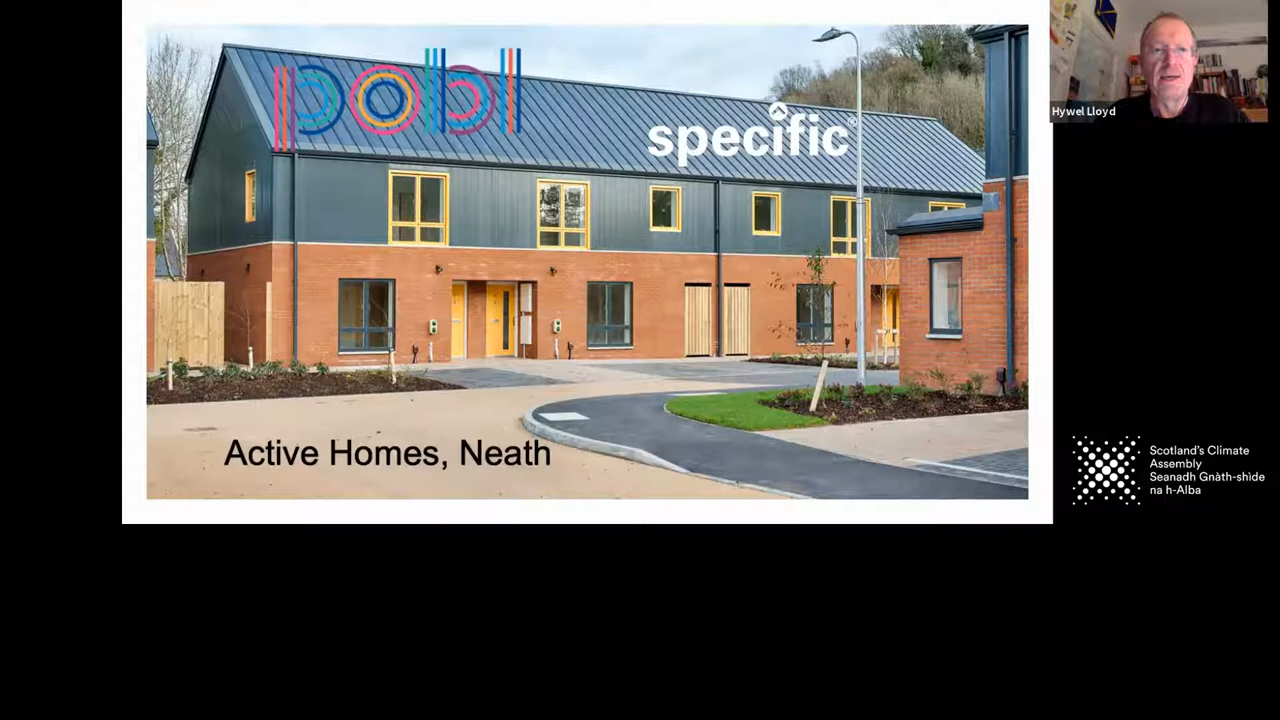 pobl
specific
Hywel Lloyd
Active Homes, Neath
Scotland's Climate
Assembly
Seanadh Gnàth-shìde
na h-Alba